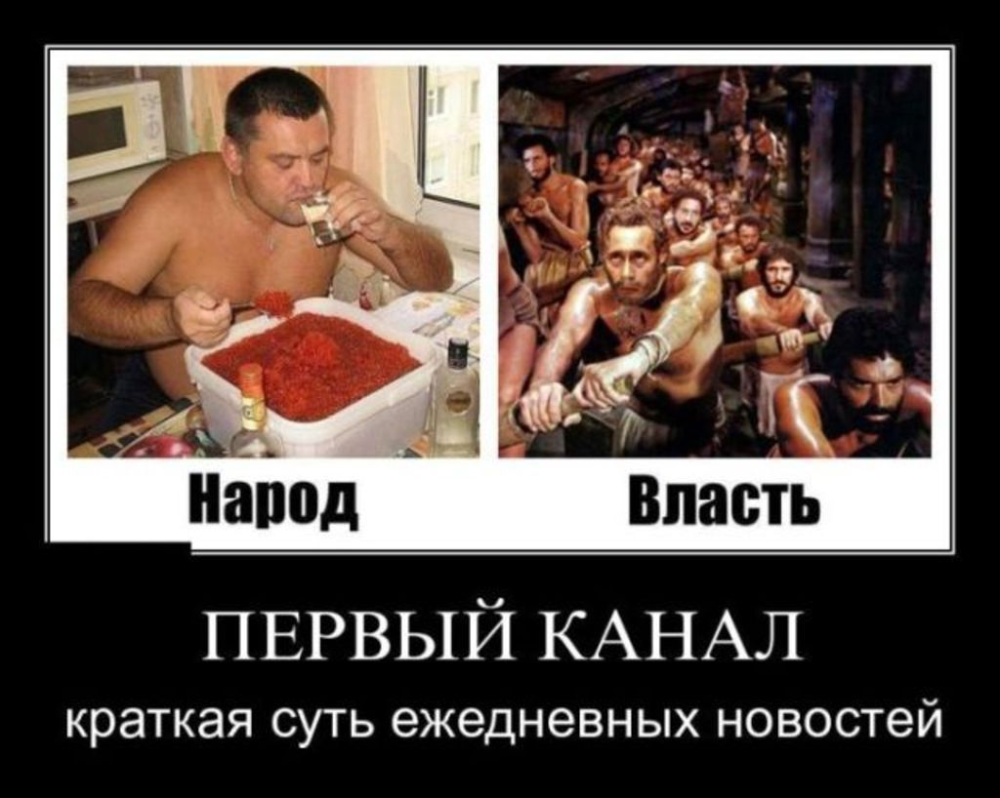 Народ
Власть
ПЕРВЫЙ КАНАЛ
краткая суть ежедневных новостей